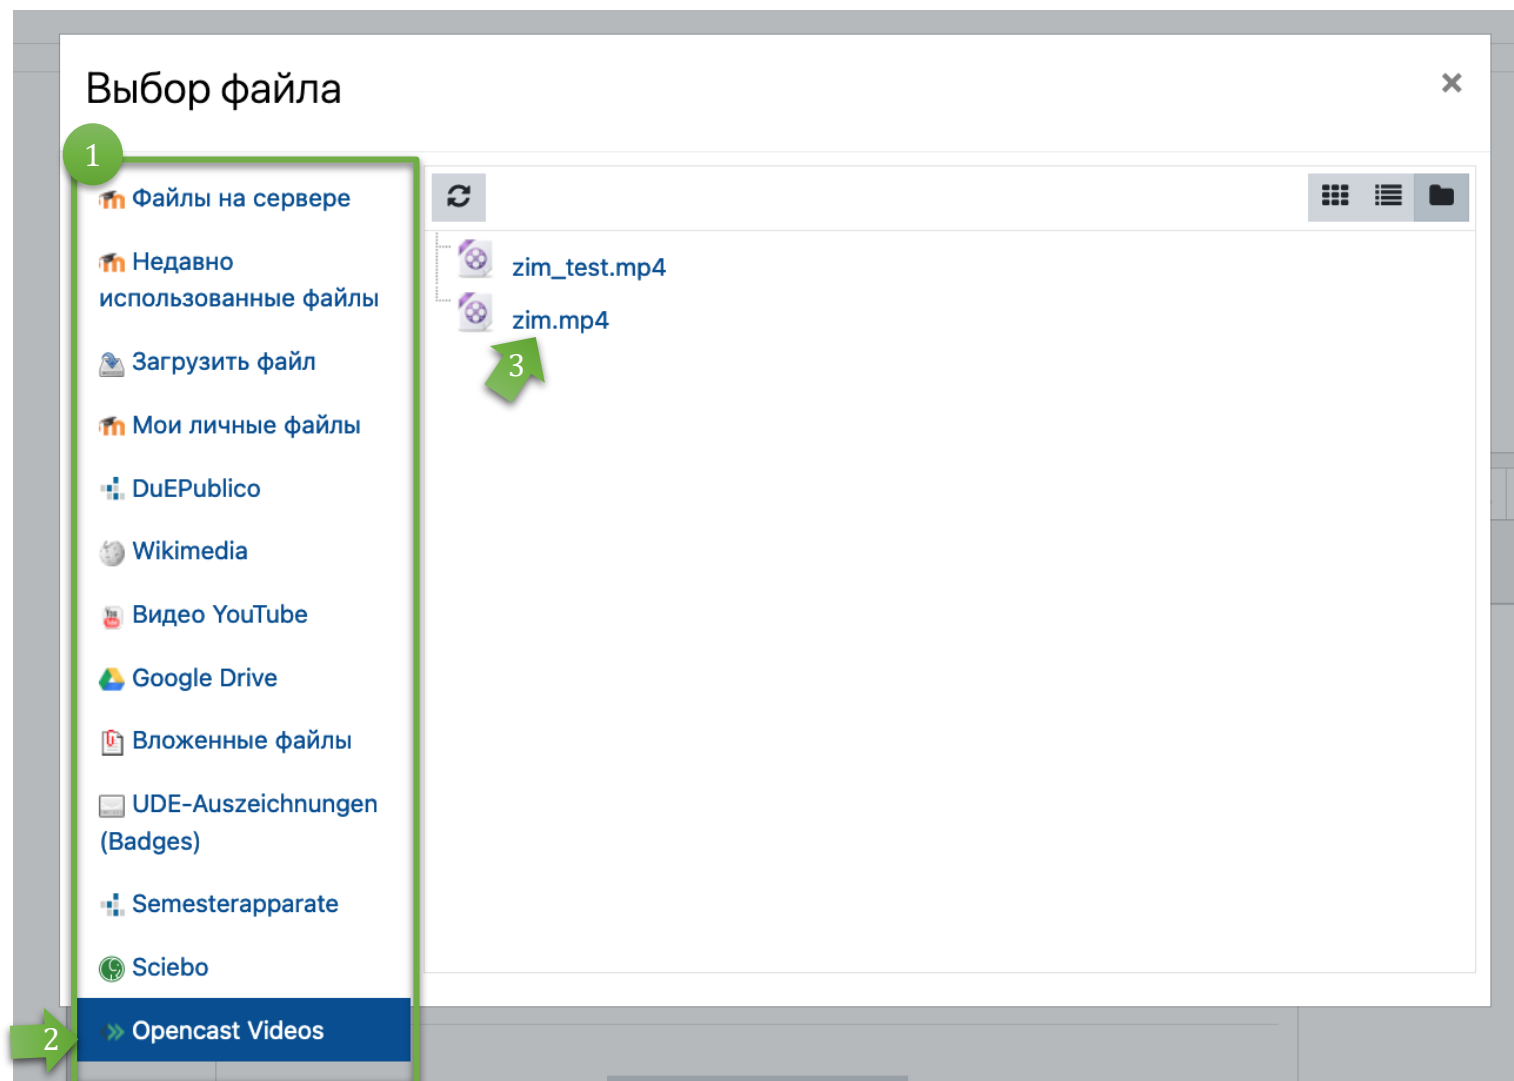 Выбор файла
×
1
Файлы на сервере
Недавно
использованные файлы
Загрузить файл
Мои личные файлы
DuEPublico
Wikimedia
Видео YouTube
Google Drive
Вложенные файлы
UDE-Auszeichnungen
(Badges)
Semesterapparate
Sciebo
2
Opencast Videos
zim_test.mp4
zim.mp4
3